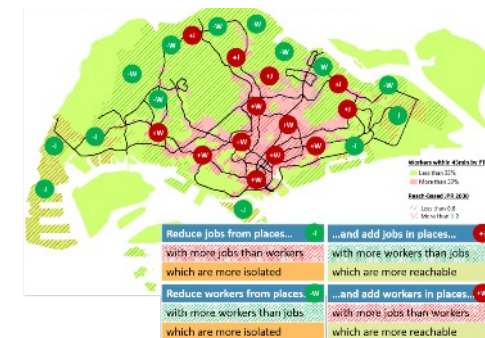 -W
-W
-W
+J
+J
-W
+J
-W
W
+J
-W
-W
+W
+J
J
-J
-J
+W
+W
+W
+W
+W
+W
-J
+W
-J
-J
Workers within 45min by PT
Less than 33%
More than 33%
Reach-Based JPR 2030
Less than 0.8
More than 1.2
Reduce jobs from places... -J
...and add jobs in places... +J
with more jobs than workers
with more workers than jobs
which are more isolated
which are more reachable
Reduce workers from places... -W
...and add workers in places... +W
with more workers than jobs
with more jobs than workers
which are more isolated
which are more reachable